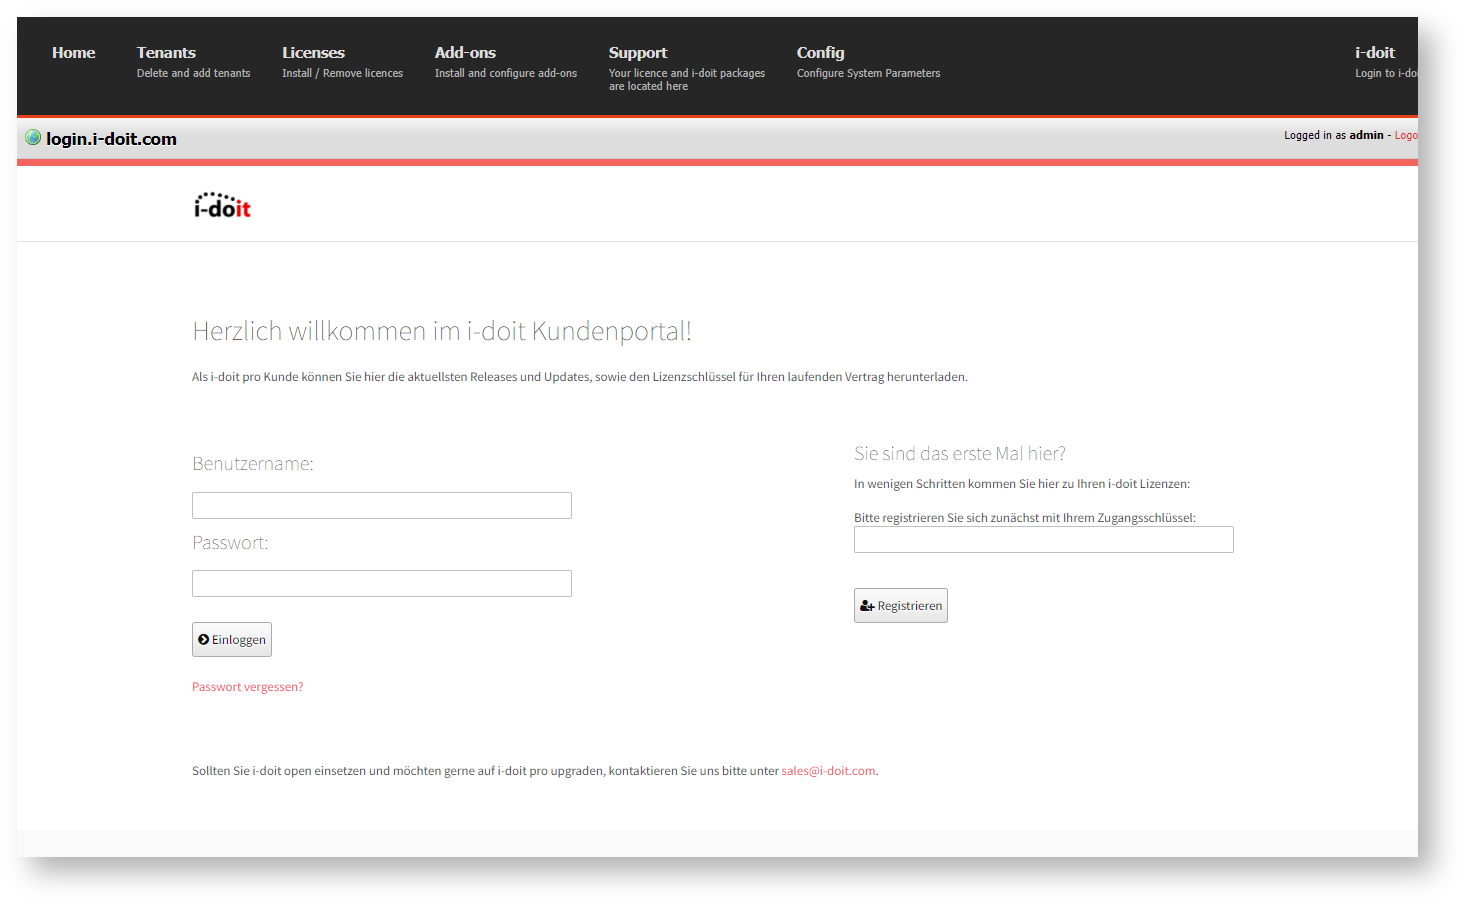 Home
Tenants
Delete and add tenants
Licenses
Install / Remove licences
Add-ons
Install and configure add-ons
Support
Your licence and i-doit packages
are located here
Config
Configure System Parameters
i-doit
Login to i-doi
login.i-doit.com
Logged in as admin - Logo
i-doit
Herzlich willkommen im i-doit Kundenportal!
Als i-doit pro Kunde können Sie hier die aktuellsten Releases und Updates, sowie den Lizenzschlüssel für Ihren laufenden Vertrag herunterladen.
Benutzername:
Passwort:
Einloggen
Passwort vergessen?
Sie sind das erste Mal hier?
In wenigen Schritten kommen Sie hier zu Ihren i-doit Lizenzen:
Bitte registrieren Sie sich zunächst mit Ihrem Zugangsschlüssel:
Registrieren
Sollten Sie i-doit open einsetzen und möchten gerne auf i-doit pro upgraden, kontaktieren Sie uns bitte unter sales@i-doit.com.